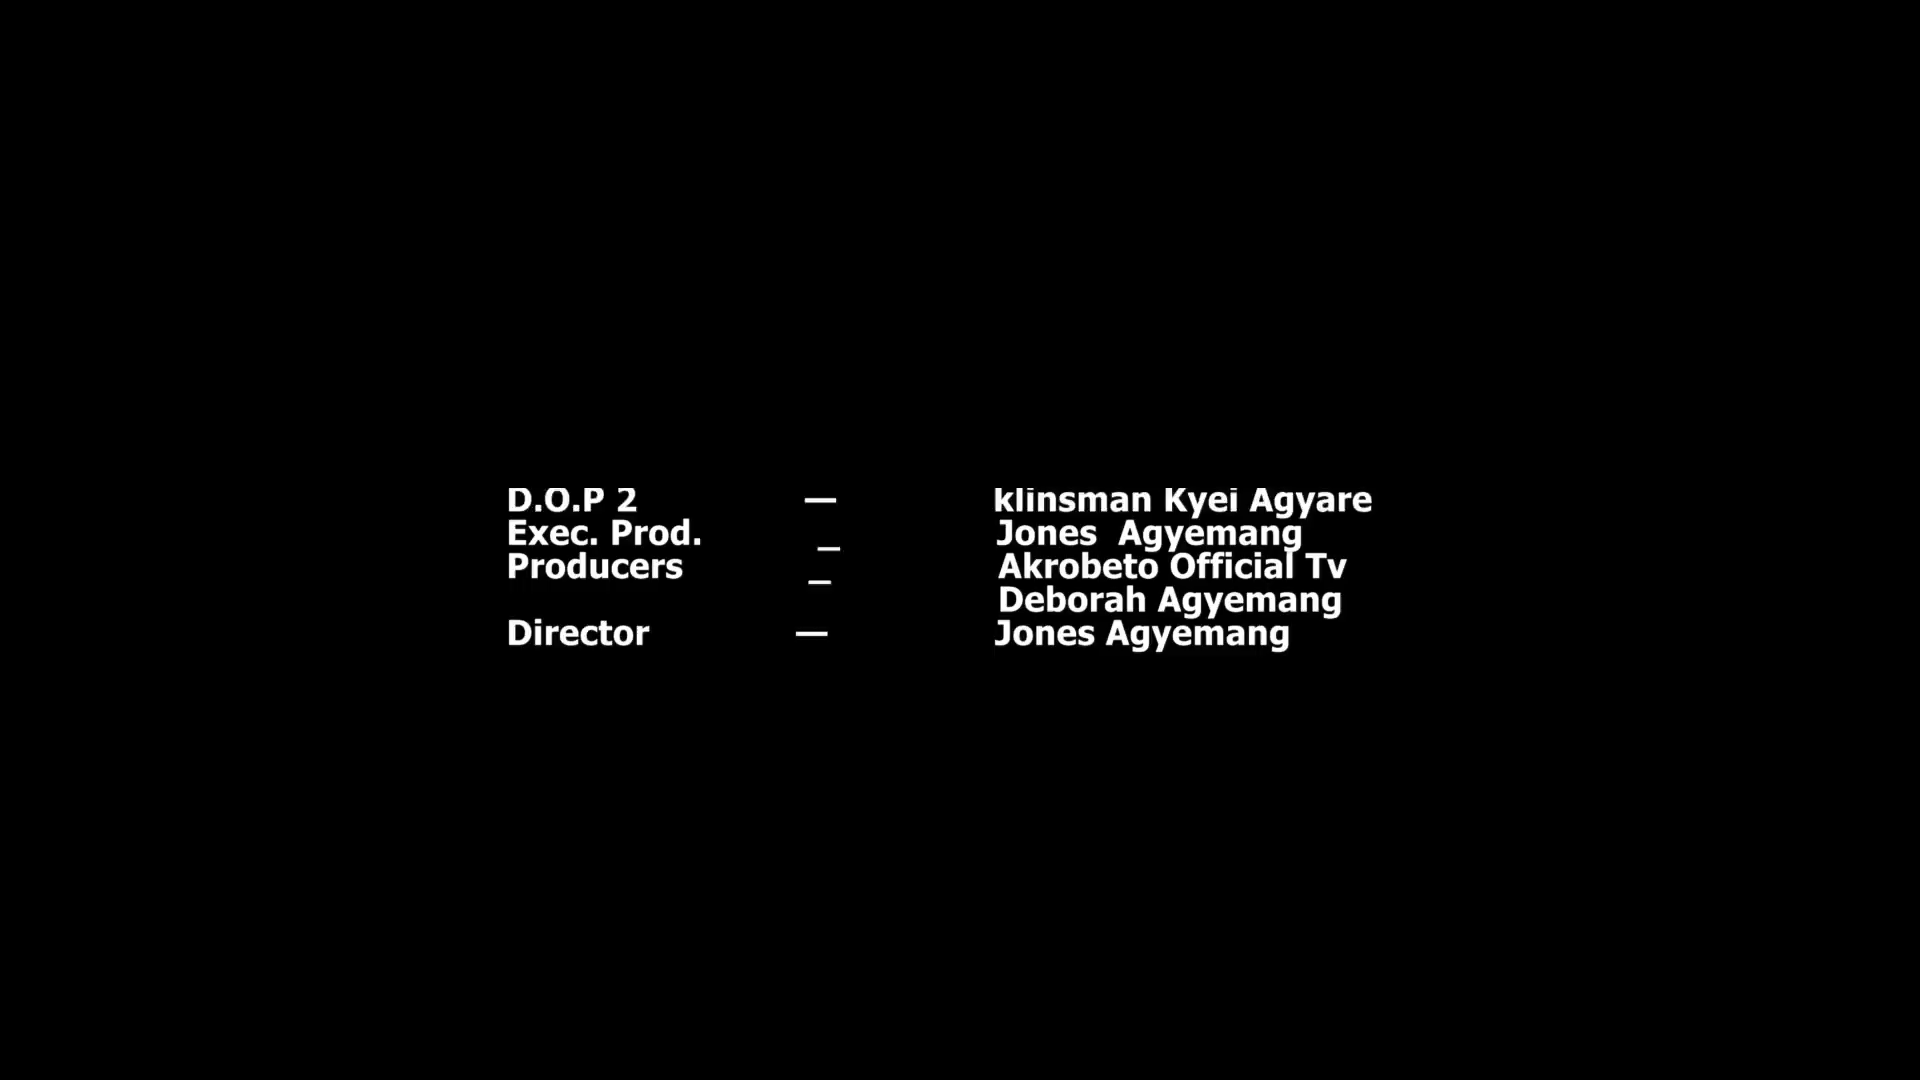 D.O.P 2 — klinsman Kyei Agyare
Exec. Prod. _ Jones Agyemang
Producers _ Akrobeto Official Tv
Deborah Agyemang
Director — Jones Agyemang